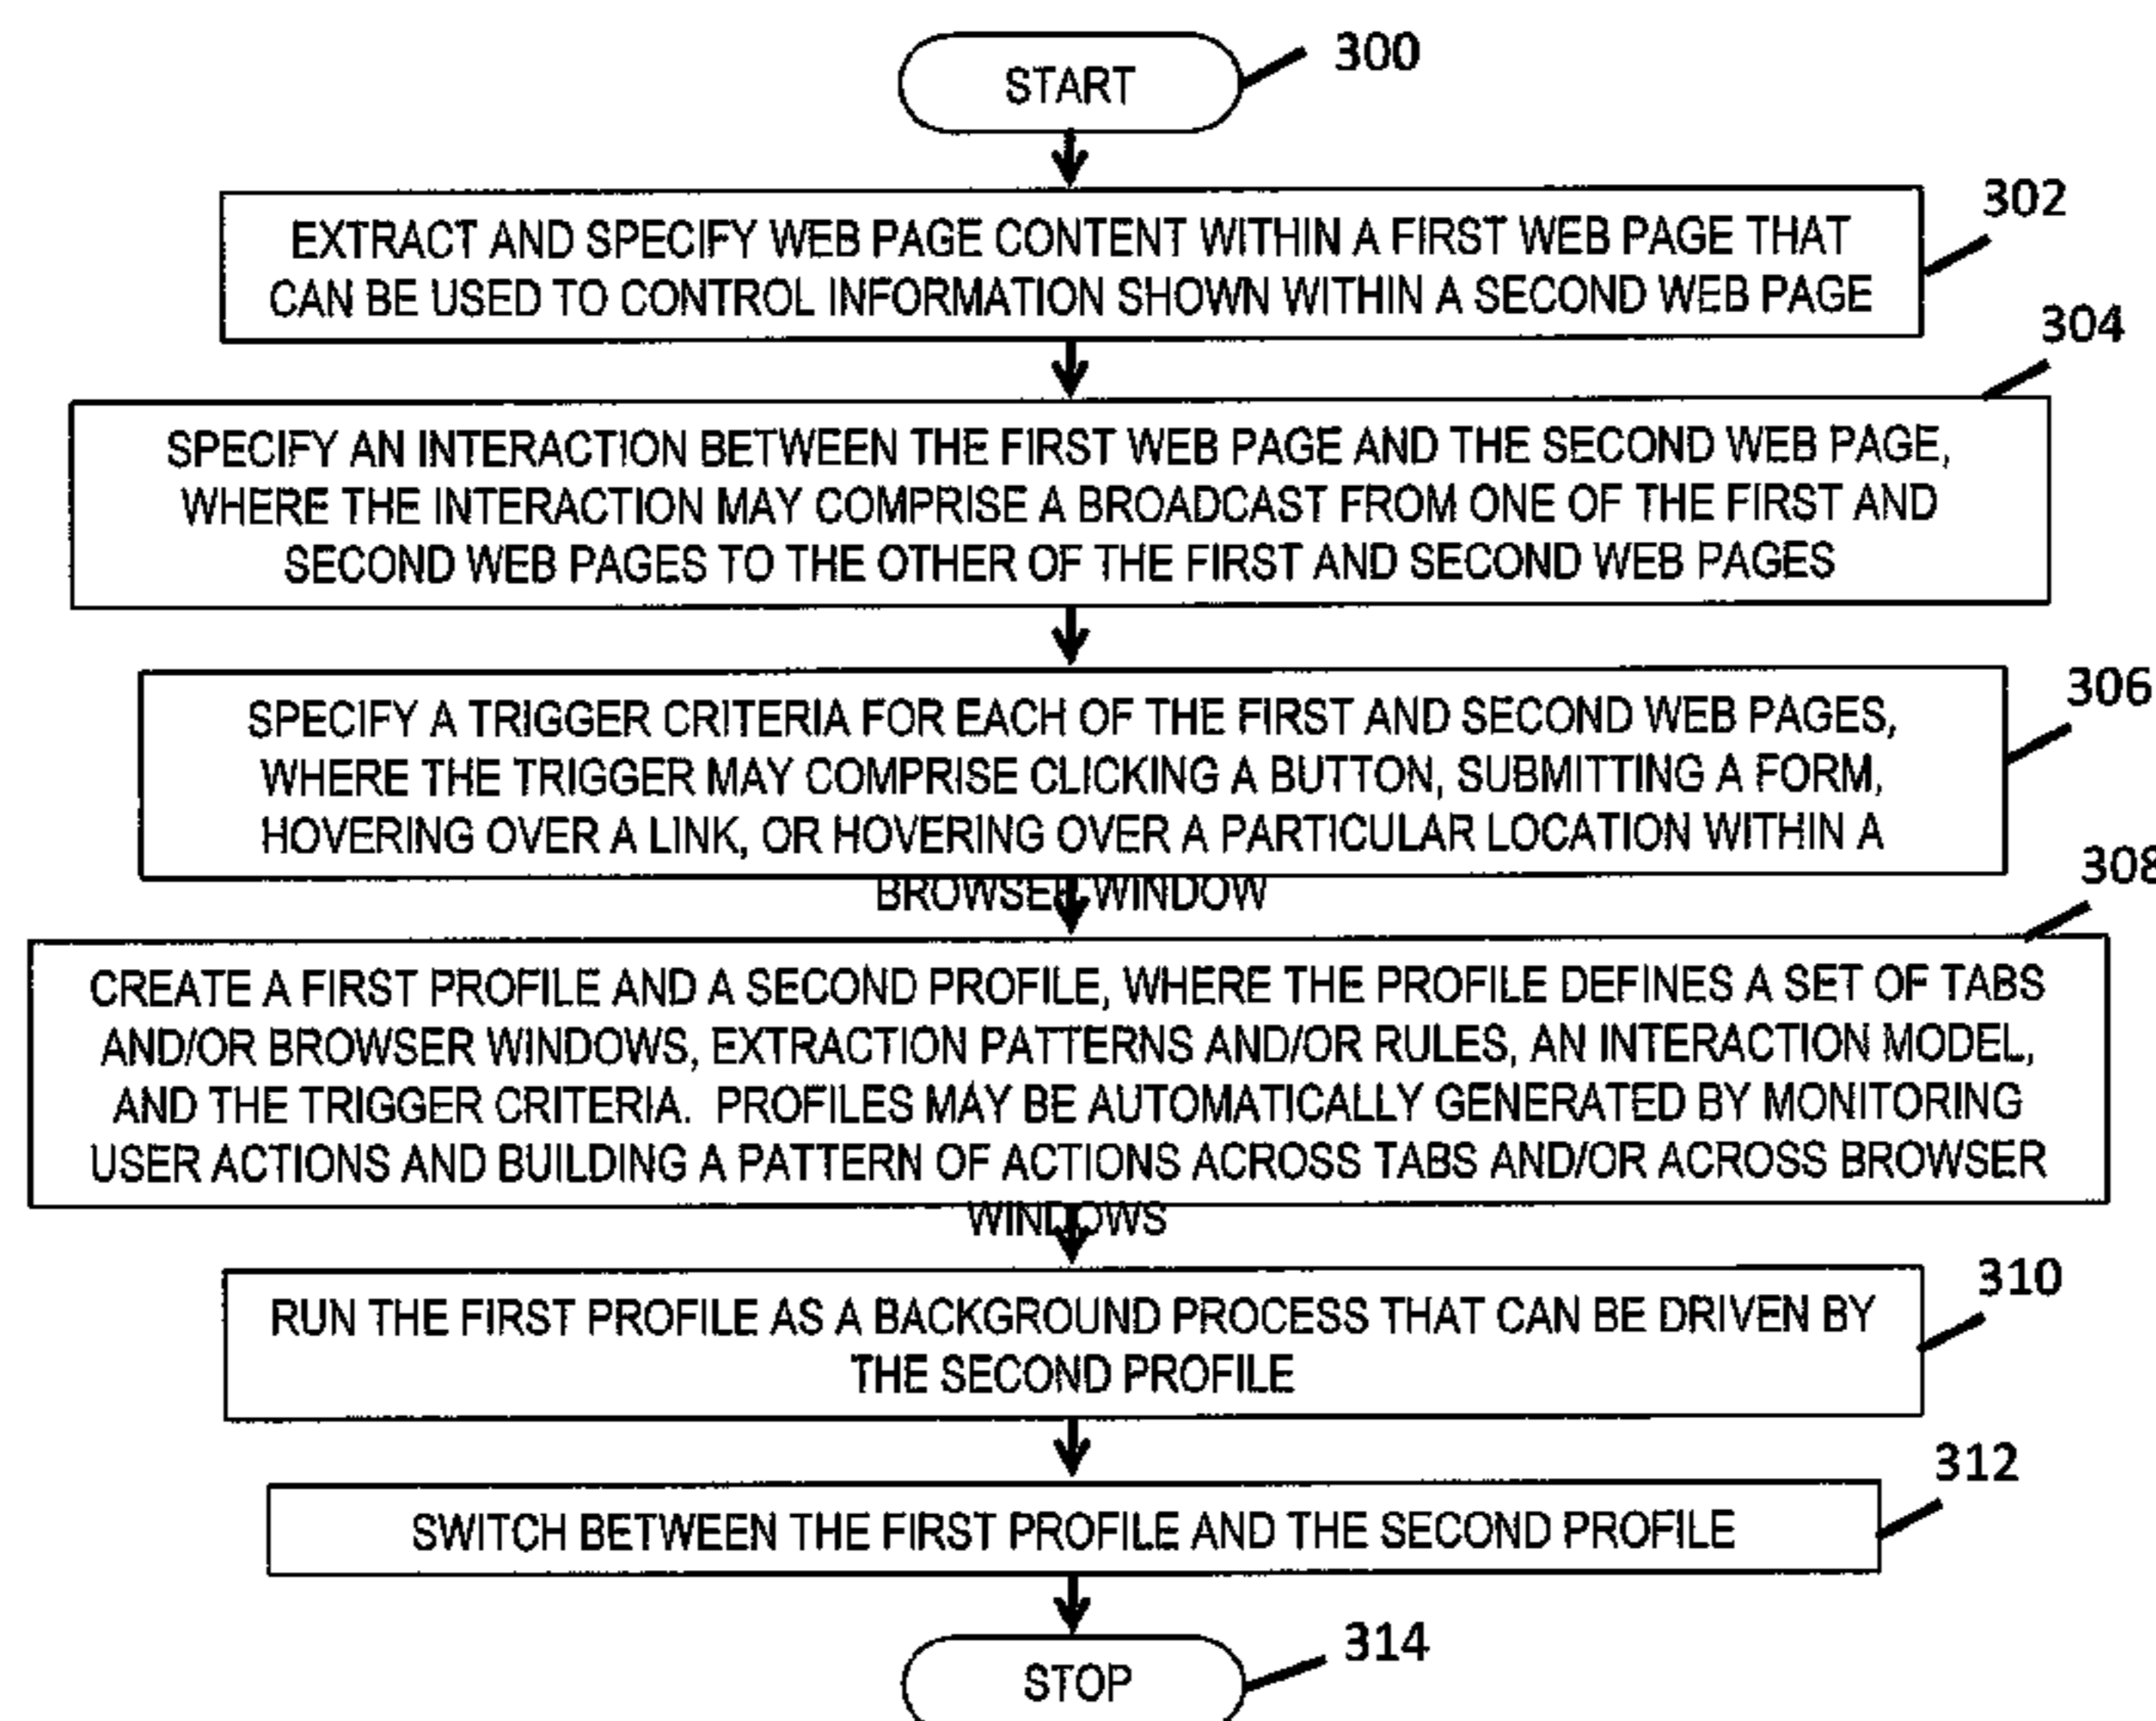 START
300
302
EXTRACT AND SPECIFY WEB PAGE CONTENT WITHIN A FIRST WEB PAGE THAT
CAN BE USED TO CONTROL INFORMATION SHOWN WITHIN A SECOND WEB PAGE
304
SPECIFY AN INTERACTION BETWEEN THE FIRST WEB PAGE AND THE SECOND WEB PAGE,
WHERE THE INTERACTION MAY COMPRISE A BROADCAST FROM ONE OF THE FIRST AND
SECOND WEB PAGES TO THE OTHER OF THE FIRST AND SECOND WEB PAGES
306
SPECIFY A TRIGGER CRITERIA FOR EACH OF THE FIRST AND SECOND WEB PAGES,
WHERE THE TRIGGER MAY COMPRISE CLICKING A BUTTON, SUBMITTING A FORM,
HOVERING OVER A LINK, OR HOVERING OVER A PARTICULAR LOCATION WITHIN A
BROWSER WINDOW
308
CREATE A FIRST PROFILE AND A SECOND PROFILE, WHERE THE PROFILE DEFINES A SET OF TABS
AND/OR BROWSER WINDOWS, EXTRACTION PATTERNS AND/OR RULES, AN INTERACTION MODEL,
AND THE TRIGGER CRITERIA. PROFILES MAY BE AUTOMATICALLY GENERATED BY MONITORING
USER ACTIONS AND BUILDING A PATTERN OF ACTIONS ACROSS TABS AND/OR ACROSS BROWSER
WINDOWS
310
RUN THE FIRST PROFILE AS A BACKGROUND PROCESS THAT CAN BE DRIVEN BY
THE SECOND PROFILE
312
SWITCH BETWEEN THE FIRST PROFILE AND THE SECOND PROFILE
314
STOP